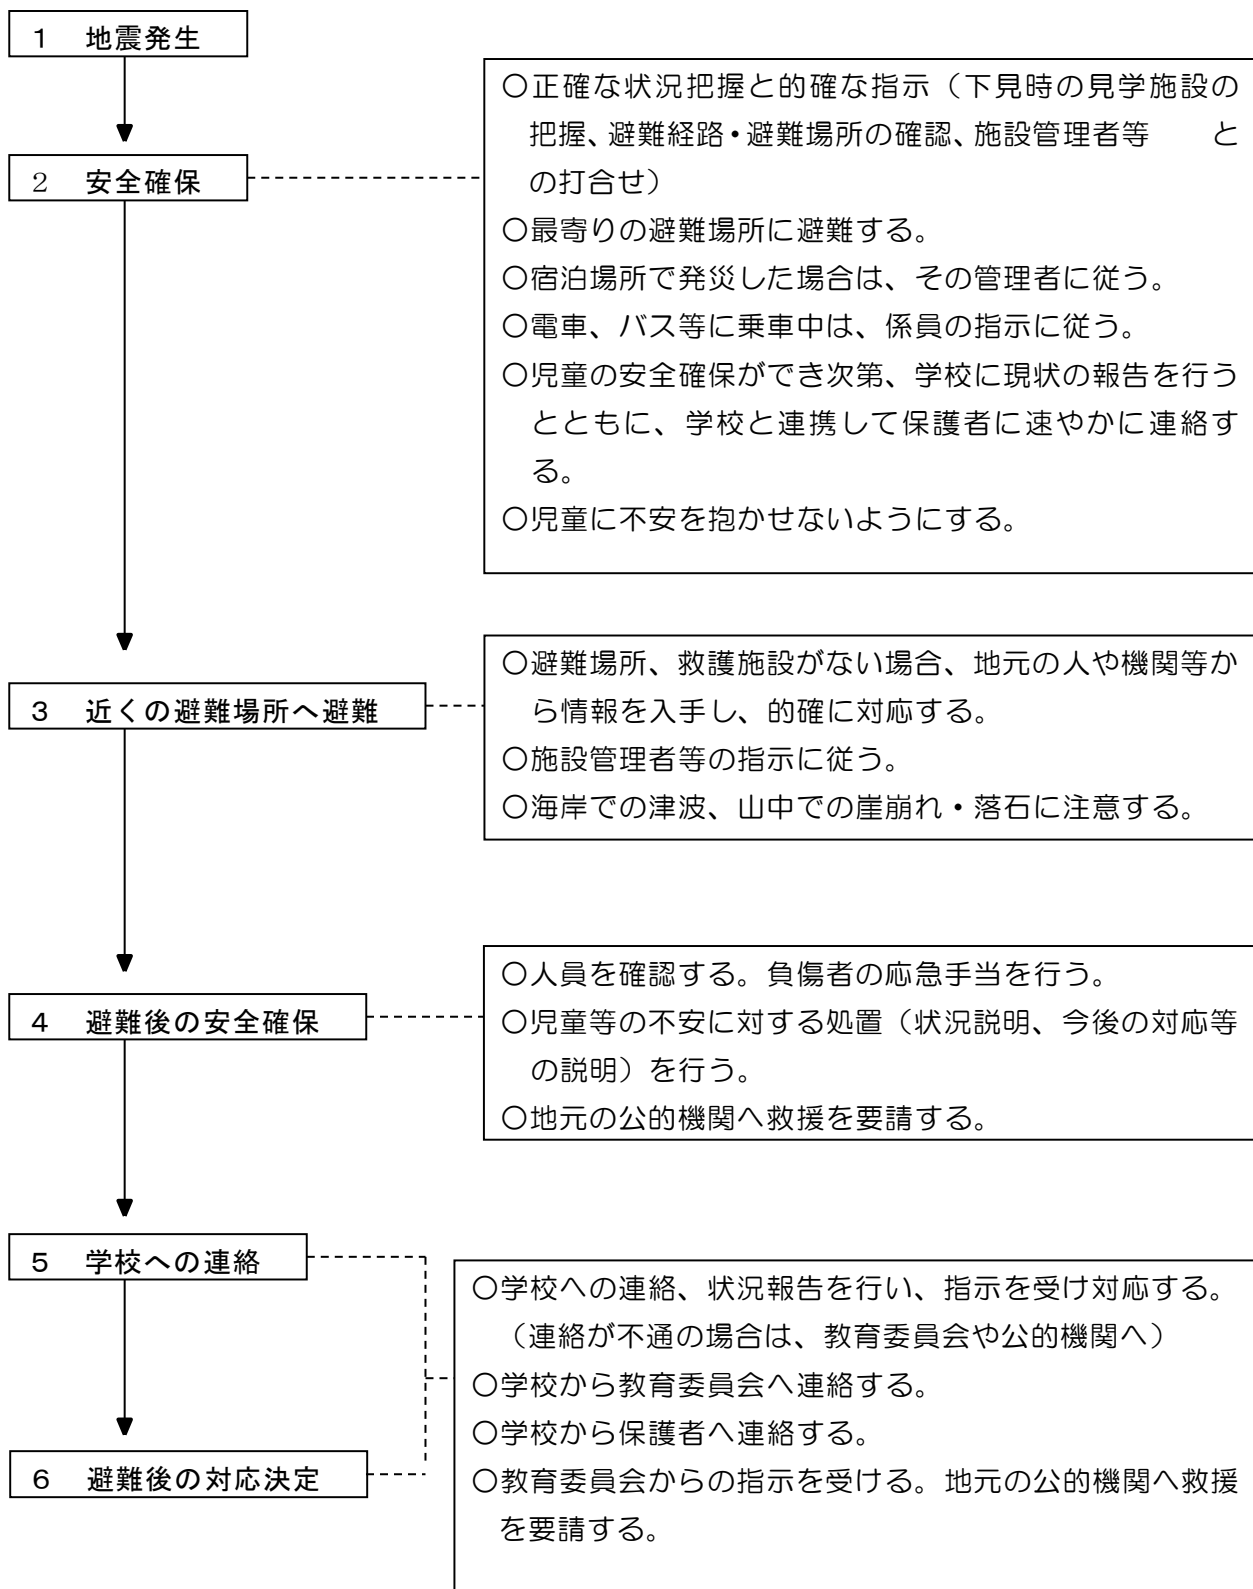 １　地震発生
○正確な状況把握と的確な指示（下見時の見学施設の
把握、避難経路・避難場所の確認、施設管理者等　　と
の打合せ）
２　安全確保
○最寄りの避難場所に避難する。
○宿泊場所で発災した場合は、その管理者に従う。
○電車、バス等に乗車中は、係員の指示に従う。
○児童の安全確保ができ次第、学校に現状の報告を行う
とともに、学校と連携して保護者に速やかに連絡す
る。
○児童に不安を抱かせないようにする。
３　近くの避難場所へ避難
○避難場所、救護施設がない場合、地元の人や機関等か
ら情報を入手し、的確に対応する。
○施設管理者等の指示に従う。
○海岸での津波、山中での崖崩れ・落石に注意する。
４　避難後の安全確保
○人員を確認する。負傷者の応急手当を行う。
○児童等の不安に対する処置（状況説明、今後の対応等
の説明）を行う。
○地元の公的機関へ救援を要請する。
５　学校への連絡
○学校への連絡、状況報告を行い、指示を受け対応する。
（連絡が不通の場合は、教育委員会や公的機関へ）
○学校から教育委員会へ連絡する。
○学校から保護者へ連絡する。
６　避難後の対応決定
○教育委員会からの指示を受ける。地元の公的機関へ救援
を要請する。